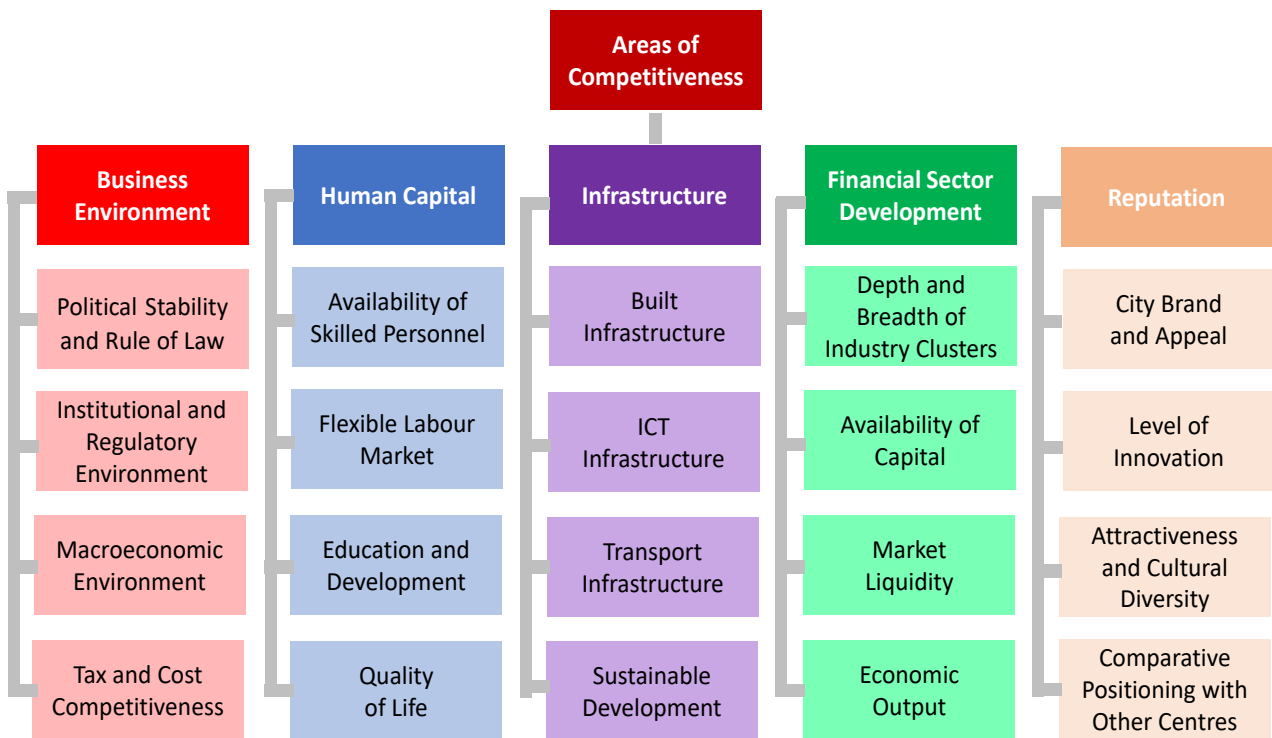 Areas of
Competitiveness
Business
Environment
Human Capital
Infrastructure
Financial Sector
Development
Reputation
Political Stability
and Rule of Law
Availability of
Skilled Personnel
Built
Infrastructure
Depth and
Breadth of
Industry Clusters
City Brand
and Appeal
Institutional and
Regulatory
Environment
Flexible Labour
Market
ICT
Infrastructure
Availability of
Capital
Level of
Innovation
Macroeconomic
Environment
Education and
Development
Transport
Infrastructure
Market
Liquidity
Attractiveness
and Cultural
Diversity
Tax and Cost
Competitiveness
Quality
of Life
Sustainable
Development
Economic
Output
Comparative
Positioning with
Other Centres